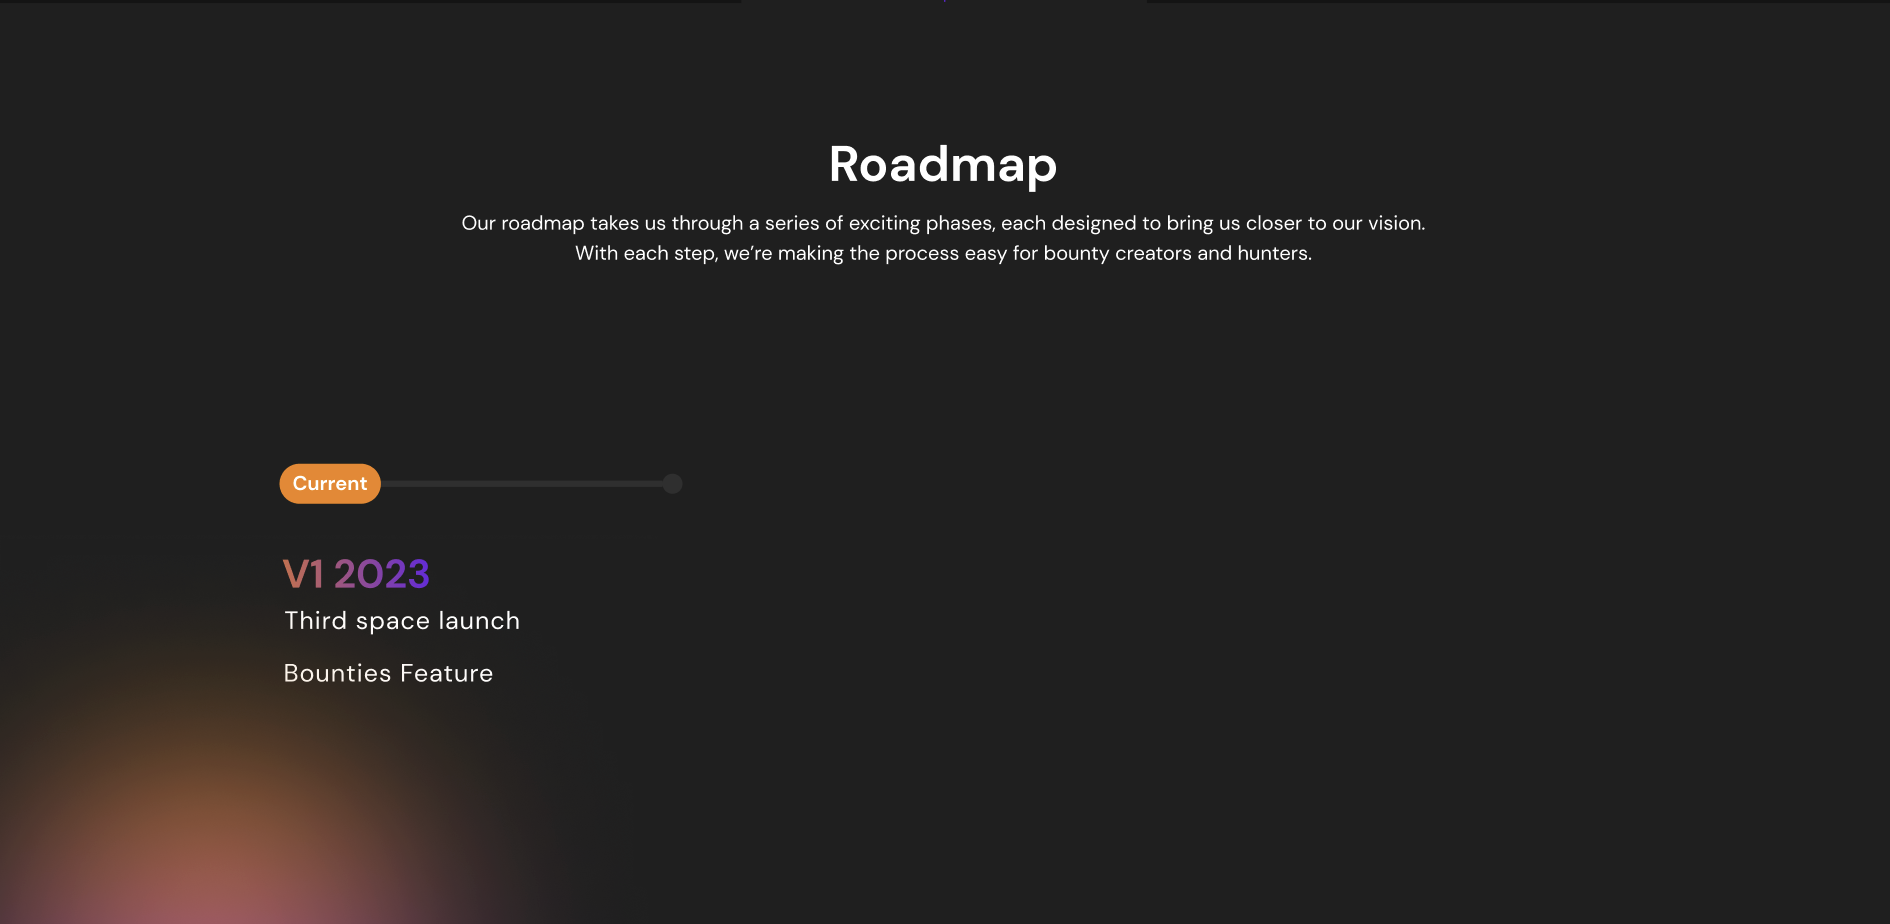 Roadmap
Our roadmap takes us through a series of exciting phases, each designed to bring us closer to our vision.
With each step, we’re making the process easy for bounty creators and hunters.
Current
V1 2023
Third space launch
Bounties Feature